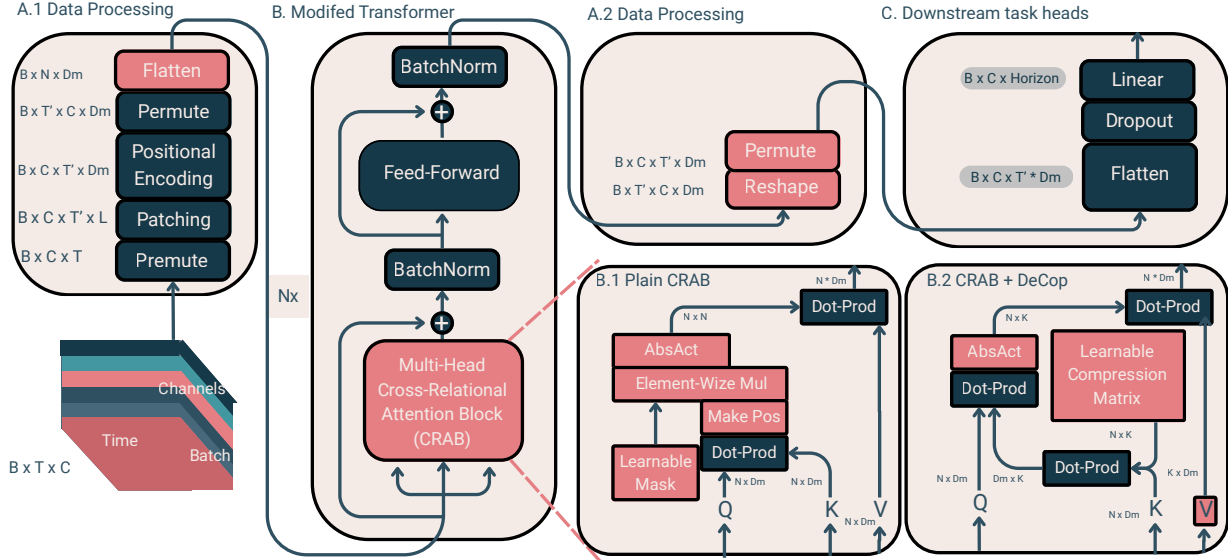 A.1 Data Processing
Flatten
B x N x Dm
Permute
B x T' x C x Dm
Positional
Encoding
B x C x T' x Dm
Patching
B x C x T' x L
Premute
B x C x T
Channels
Time
Batch
B x T x C
B. Modifed Transformer
BatchNorm
+
Feed-Forward
BatchNorm
Nx
+
Multi-Head
Cross-Relational
Attention Block
(CRAB)
A.2 Data Processing
Permute
B x C x T' x Dm
Reshape
B x T' x C x Dm
C. Downstream task heads
B x C x Horizon
Linear
Dropout
B x C x T' * Dm
Flatten
B.1 Plain CRAB
N * Dm
Dot-Prod
N x N
AbsAct
Element-Wize Mul
Make Pos
Dot-Prod
Learnable
Mask
N x Dm
N x Dm
Q
K
V
N x Dm
B.2 CRAB + DeCop
N * Dm
Dot-Prod
N x K
AbsAct
Dot-Prod
Learnable
Compression
Matrix
N x K
Dot-Prod
N x Dm
Dm x K
K x Dm
Q
N x Dm
K
V